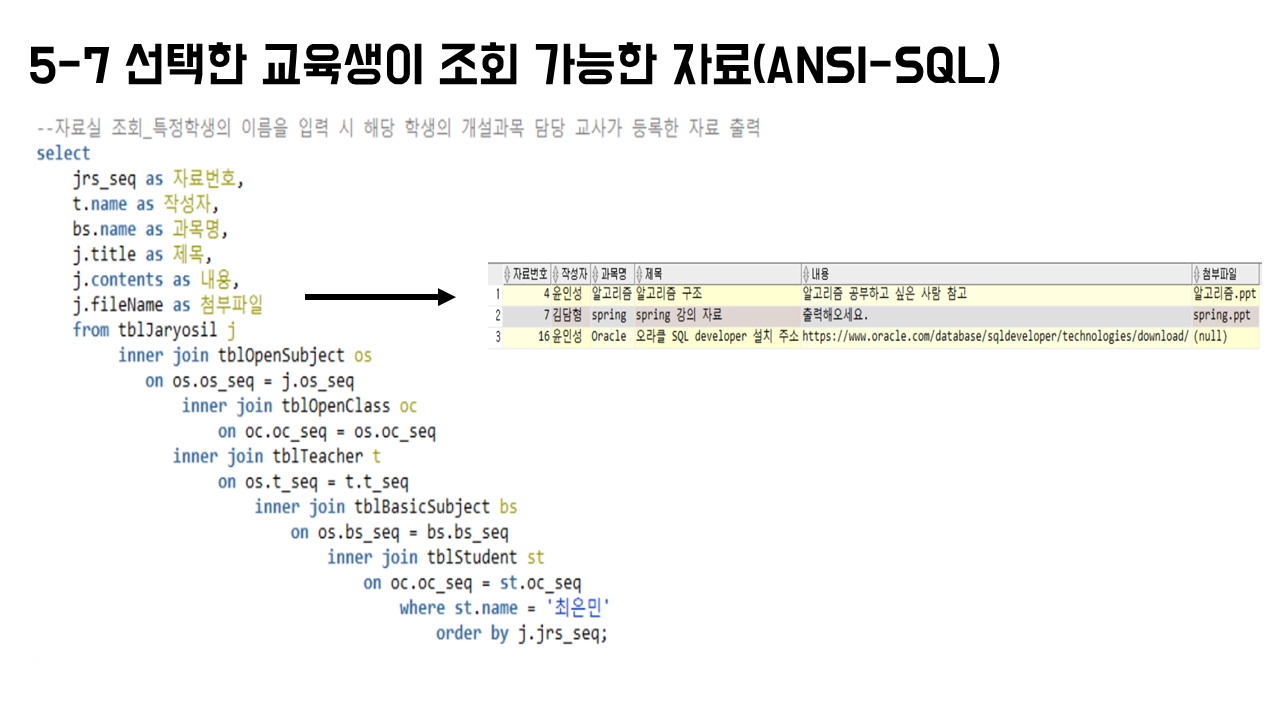 5-7 선택한 교육생이 조회 가능한 자료(ANSI-SQL)
--자료실 조회_특정학생의 이름을 입력 시 해당 학생의 개설과목 담당 교사가 등록한 자료 출력
select
jrs_seq as 자료번호,
t.name as 작성자,
bs.name as 과목명,
j.title as 제목,
j.contents as 내용,
j.fileName as 첨부파일
from tblJaryosil j
inner join tblOpenSubject os
on os.os_seq = j.os_seq
inner join tblOpenClass oc
on oc.oc_seq = os.oc_seq
inner join tblTeacher t
on os.t_seq = t.t_seq
inner join tblBasicSubject bs
on os.bs_seq = bs.bs_seq
inner join tblStudent st
on oc.oc_seq = st.oc_seq
where st.name = '최은민'
order by j.jrs_seq;
자료번호 작성자 과목명 제목 내용 첨부파일
1 4 윤인성 알고리즘 알고리즘 구조 알고리즘 공부하고 싶은 사람 참고 알고리즘.ppt
2 7 김담형 spring spring 강의 자료 출력해오세요. spring.ppt
3 16 윤인성 Oracle 오라클 SQL developer 설치 주소 https://www.oracle.com/database/sqldeveloper/technologies/download/ (null)